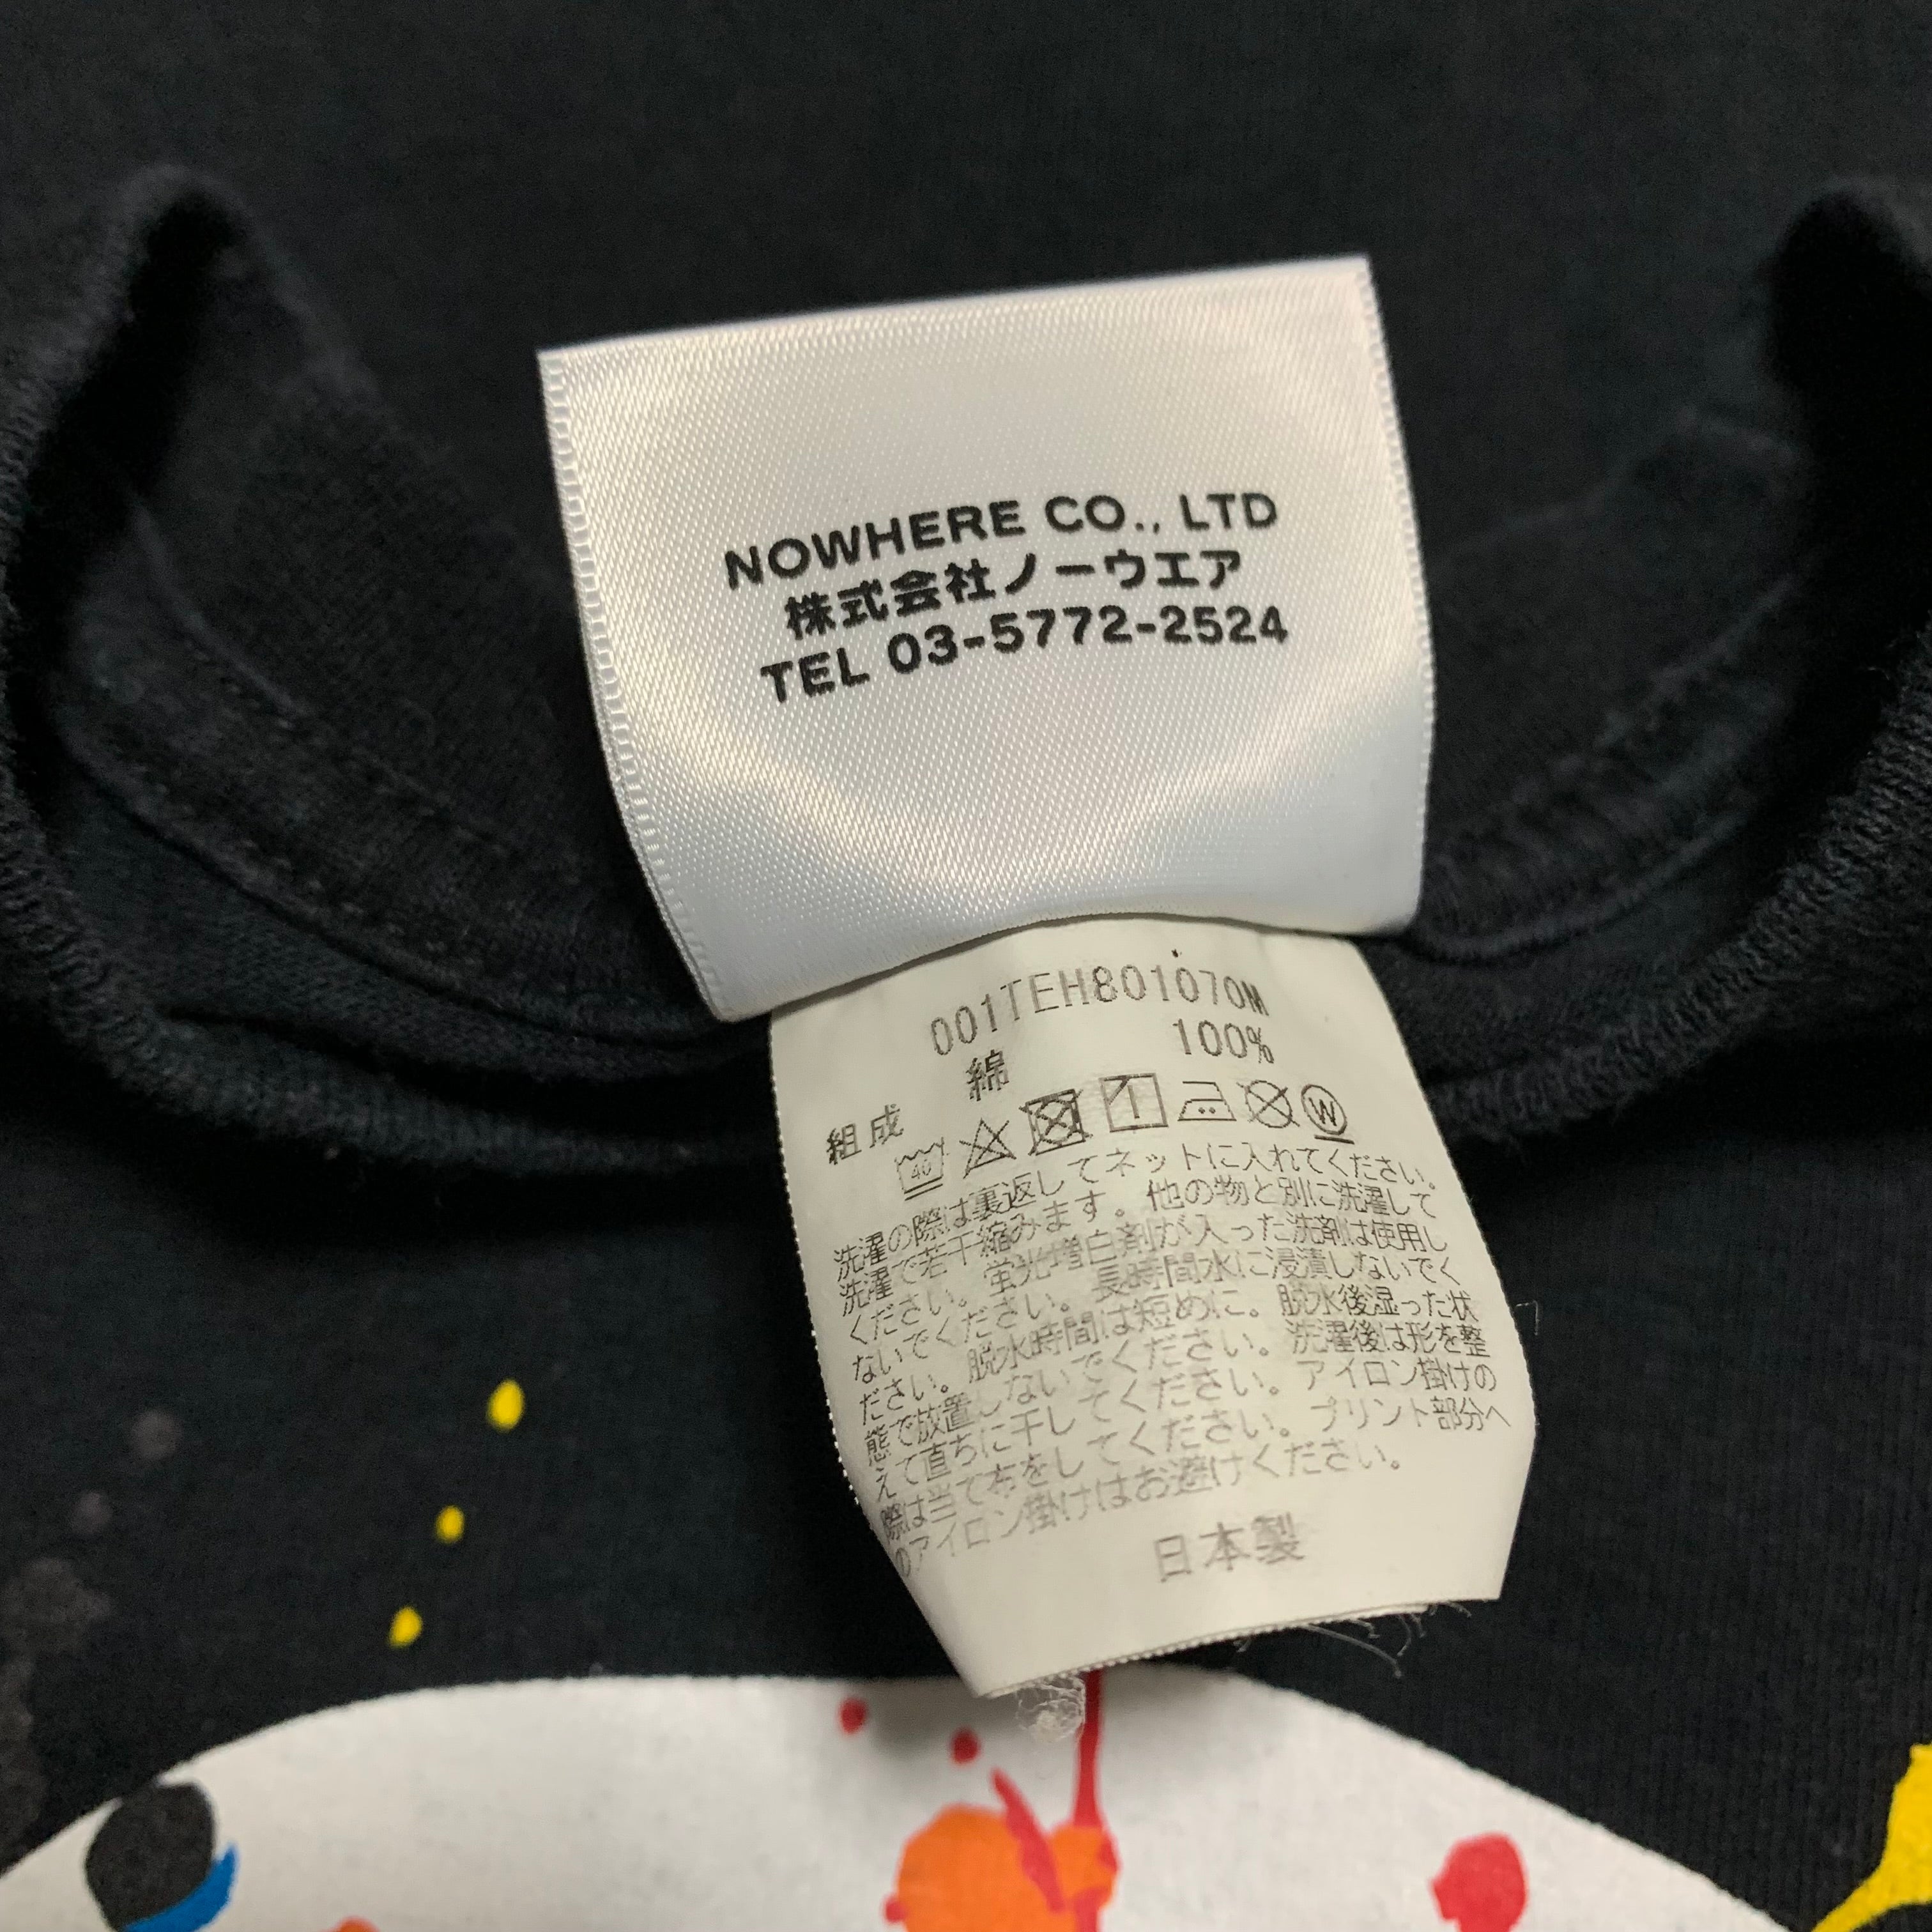 NOWHERE CO., LTD
株式会社ノーウエア
TEL 03-5772-2524
001TEH801070M
組成 綿 100%
40 W
洗濯の際は裏返してネットに入れてください。
洗濯で若干縮みます。他の物と別に洗濯して
ください。蛍光増白剤が入った洗剤は使用し
ないでください。長時間水に浸漬しないでく
ださい。脱水時間は短めに。脱水後湿った状
態で放置しないでください。洗濯後は形を整
えて直ちに干してください。アイロン掛けの
際は当て布をしてください。プリント部分へ
のアイロン掛けはお避けください。
日本製